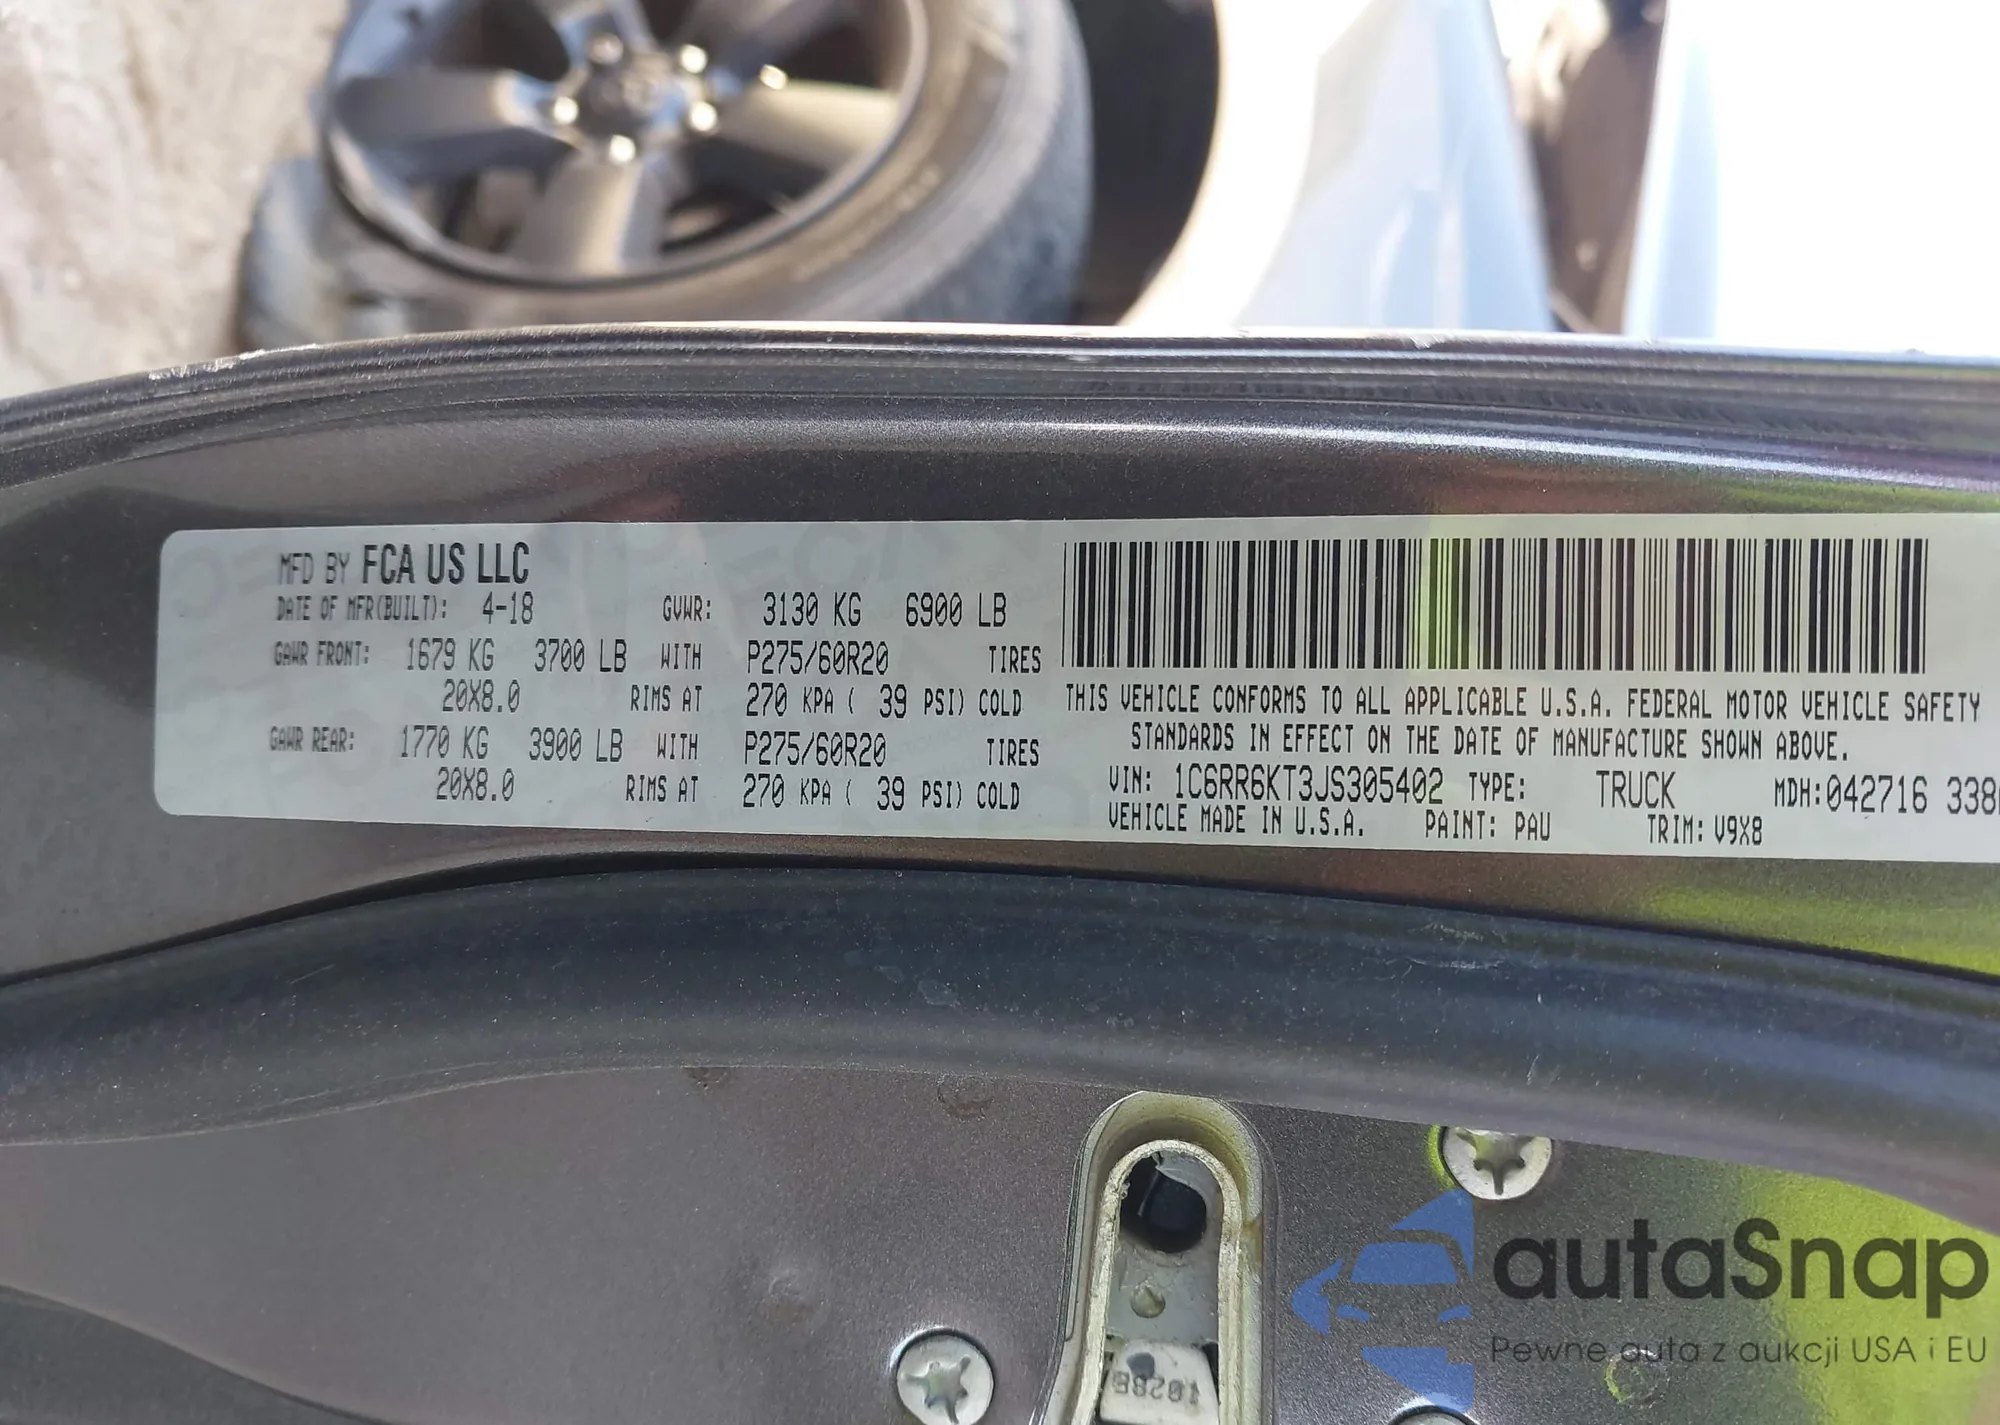 MFD BY FCA US LLC
DATE OF MFR(BUILT): 4-18 GVWR: 3130 KG 6900 LB
GAWR FRONT: 1679 KG 3700 LB WITH P275/60R20 TIRES
20X8.0 RIMS AT 270 KPA ( 39 PSI) COLD
GAWR REAR: 1770 KG 3900 LB WITH P275/60R20 TIRES
20X8.0 RIMS AT 270 KPA ( 39 PSI) COLD
THIS VEHICLE CONFORMS TO ALL APPLICABLE U.S.A. FEDERAL MOTOR VEHICLE SAFETY
STANDARDS IN EFFECT ON THE DATE OF MANUFACTURE SHOWN ABOVE.
VIN: 1C6RR6KT3JS305402 TYPE: TRUCK MDH:042716 338
VEHICLE MADE IN U.S.A. PAINT: PAU TRIM: V9X8
autaSnap
Pewne auta z aukcji USA i EU